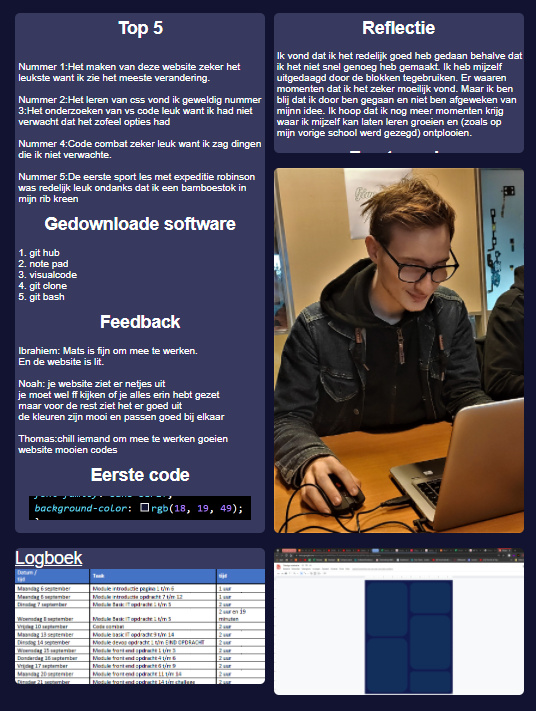 Top 5
Nummer 1:Het maken van deze website zeker het
leukste want ik zie het meeste verandering.
Nummer 2:Het leren van css vond ik geweldig nummer
3:Het onderzoeken van vs code leuk want ik had niet
verwacht dat het zofeel opties had
Nummer 4:Code combat zeker leuk want ik zag dingen
die ik niet verwachte.
Nummer 5:De eerste sport les met expeditie robinson
was redelijk leuk ondanks dat ik een bamboestok in
mijn rib kreen
Gedownloade software
1. git hub
2. note pad
3. visualcode
4. git clone
5. git bash
Feedback
Ibrahiem: Mats is fijn om mee te werken.
En de website is lit.
Noah: je website ziet er netjes uit
je moet wel ff kijken of je alles erin hebt gezet
maar voor de rest ziet het er goed uit
de kleuren zijn mooi en passen goed bij elkaar
Thomas:chill iemand om mee te werken goeien
website mooien codes
Eerste code
background-color: rgb(18, 19, 49);
Logboek
Datum / tijd Taak tijd
Maandag 6 september Module introductie pagina 1 t/m 6 1 uur
Maandag 6 september Module introductie opdracht 7 t/m 12 1 uur
Dinsdag 7 september Module Basic IT opdracht 1 t/m 3 2 uur
Woensdag 8 september Module Basic IT opdracht 1 t/m 3 2 uur en 19 minuten
Vrijdag 10 september Code combat 2 uur
Maandag 13 september Module basic IT opdracht 9 t/m 14 2 uur
Dinsdag 14 september Module devoz opdracht 1 t/m EIND OPDRACHT 2 uur
Woensdag 15 september Module front end opdracht 1 t/m 3 2 uur
Donderdag 16 september Module front end opdracht 4 t/m 6 2 uur
Vrijdag 17 september Module front end opdracht 6 t/m 9 2 uur
Maandag 20 september Module front end opdracht 11 t/m 14 2 uur
Dinsdag 21 september Module front end opdracht 14 t/m challege 2 uur
Reflectie
Ik vond dat ik het redelijk goed heb gedaan behalve dat
ik het niet snel genoeg heb gemaakt. Ik heb mijzelf
uitgedaagd door de blokken tegebruiken. Er waaren
momenten dat ik het zeker moeilijk vond. Maar ik ben
blij dat ik door ben gegaan en niet ben afgeweken van
mijnn idee. Ik hoop dat ik nog meer momenten krijg
waar ik mijzelf kan laten leren groeien en (zoals op
mijn vorige school werd gezegd) ontplooien.